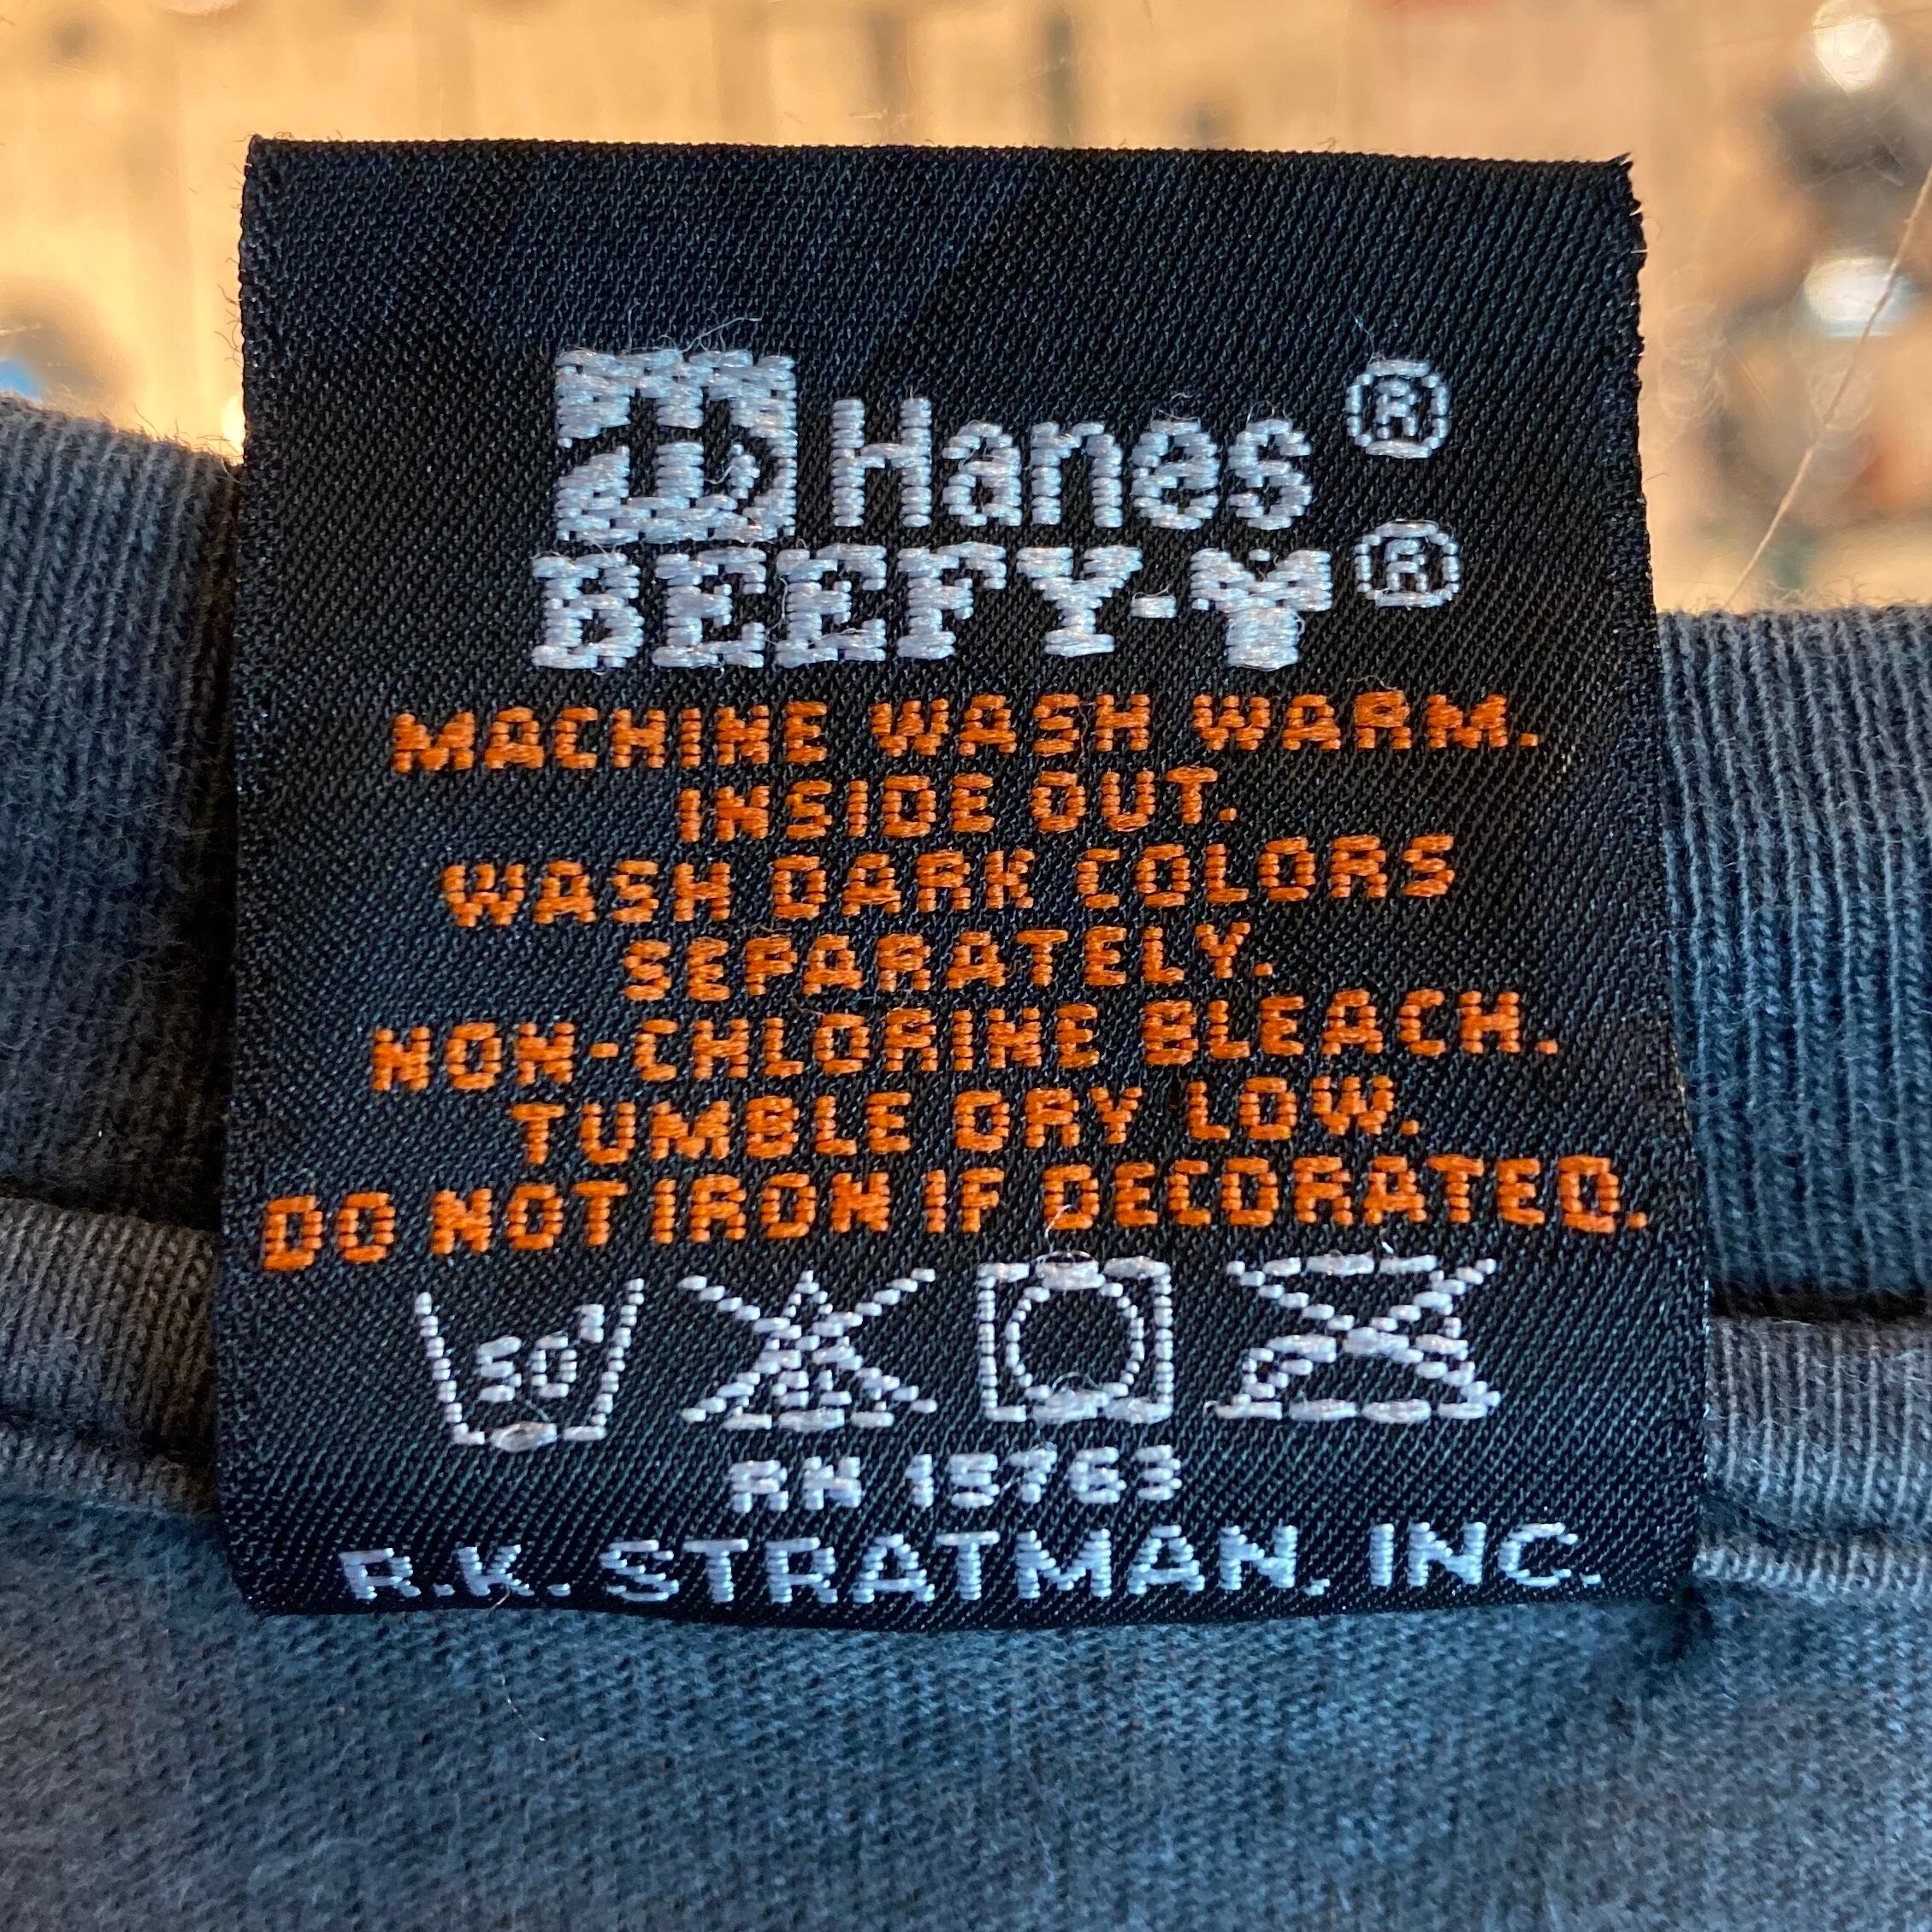 Hanes®
BEEFY-T®
MACHINE WASH WARM.
INSIDE OUT.
WASH DARK COLORS
SEPARATELY.
NON-CHLORINE BLEACH.
TUMBLE DRY LOW.
DO NOT IRON IF DECORATED.
50°
RN 15763
R.K. STRATMAN, INC.